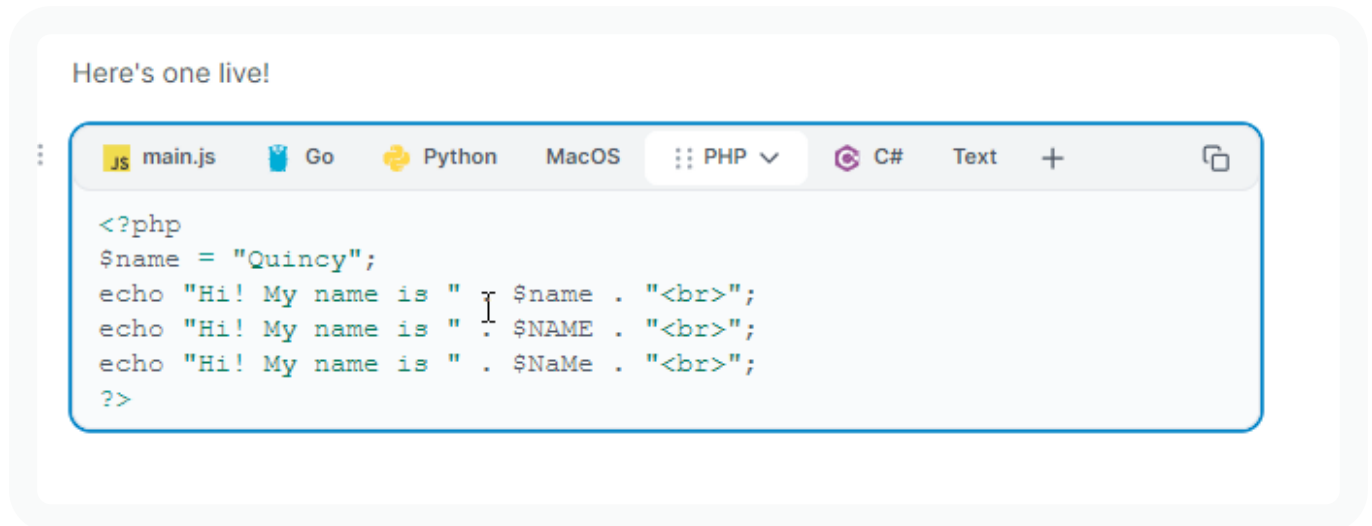 Here's one live!
JS main.js Go Python MacOS PHP C# Text
<?php
$name = "Quincy";
echo "Hi! My name is " . $name . "<br>";
echo "Hi! My name is " . $NAME . "<br>";
echo "Hi! My name is " . $NaMe . "<br>";
?>